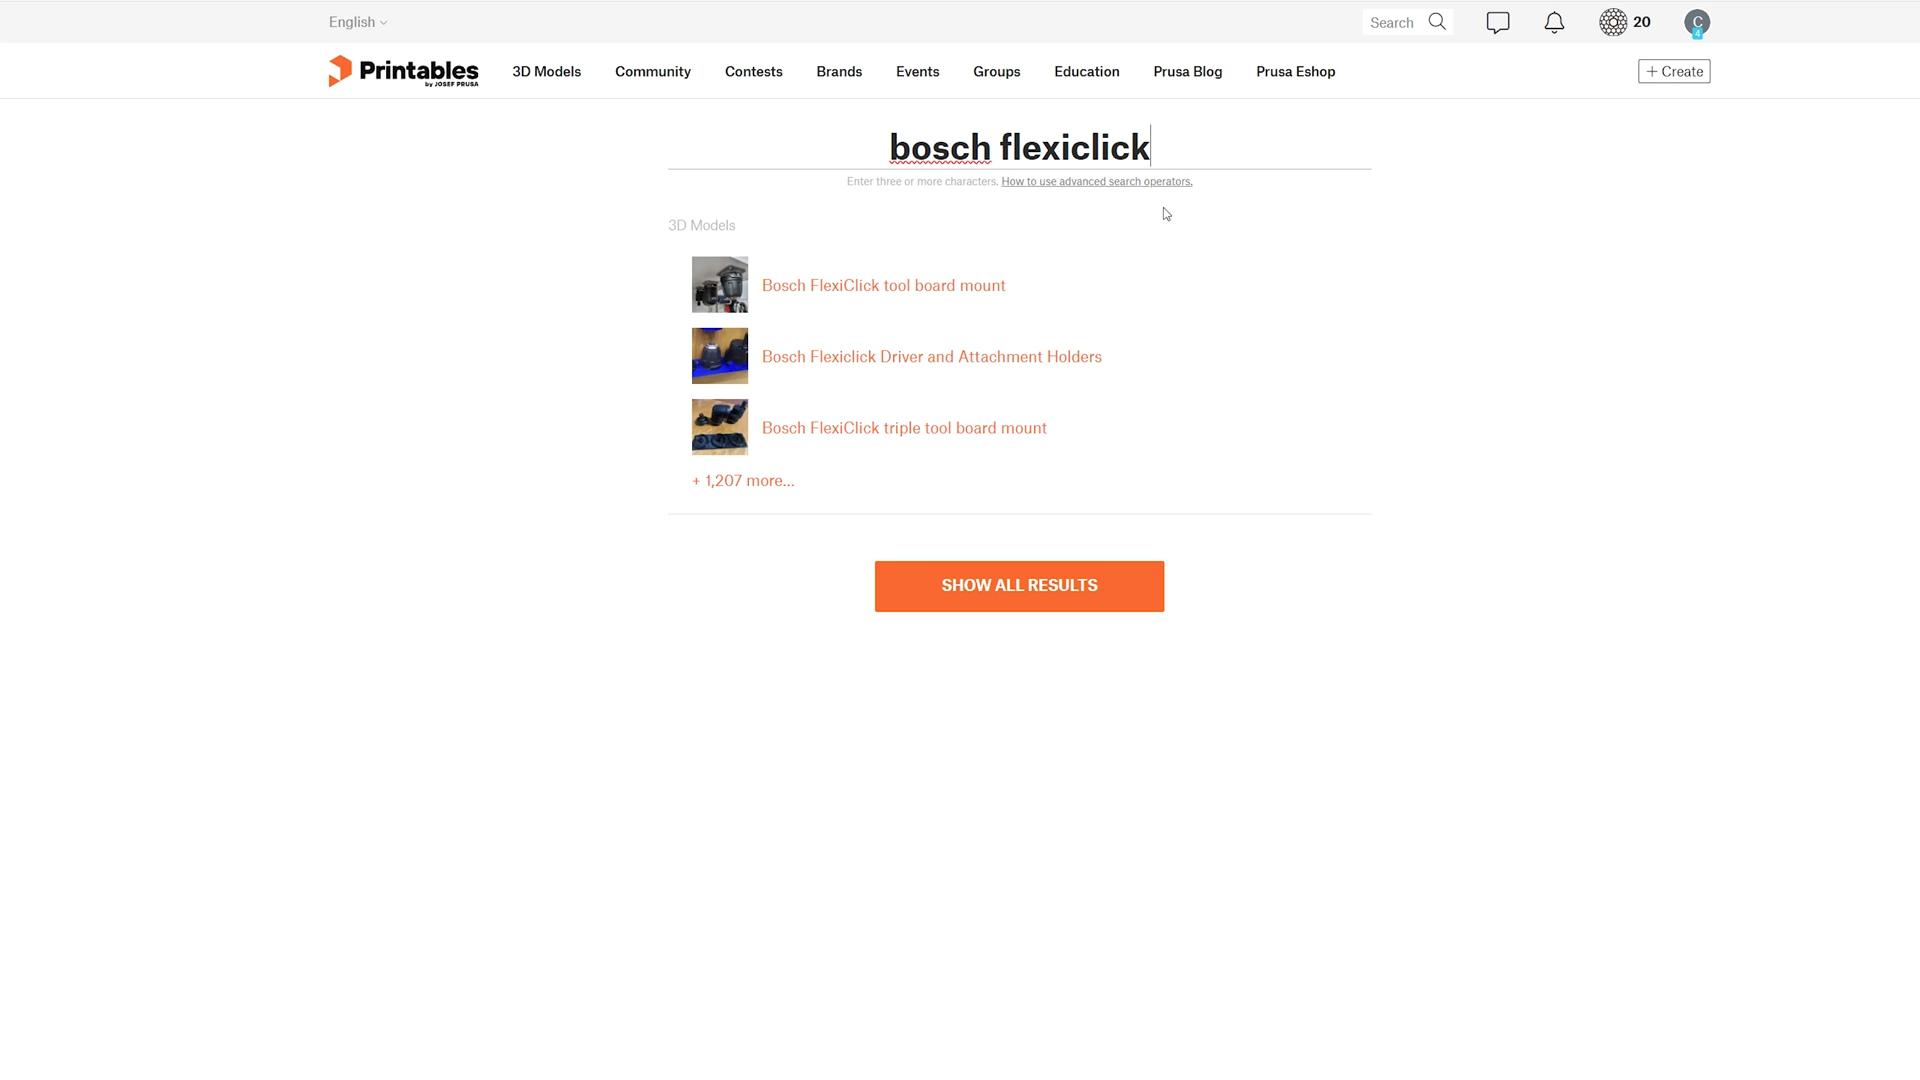 English
Search
20
C
4
Printables
by JOSEF PRUSA
3D Models
Community
Contests
Brands
Events
Groups
Education
Prusa Blog
Prusa Eshop
+ Create
bosch flexiclick
Enter three or more characters. How to use advanced search operators.
3D Models
Bosch FlexiClick tool board mount
Bosch Flexiclick Driver and Attachment Holders
Bosch FlexiClick triple tool board mount
+ 1,207 more...
SHOW ALL RESULTS